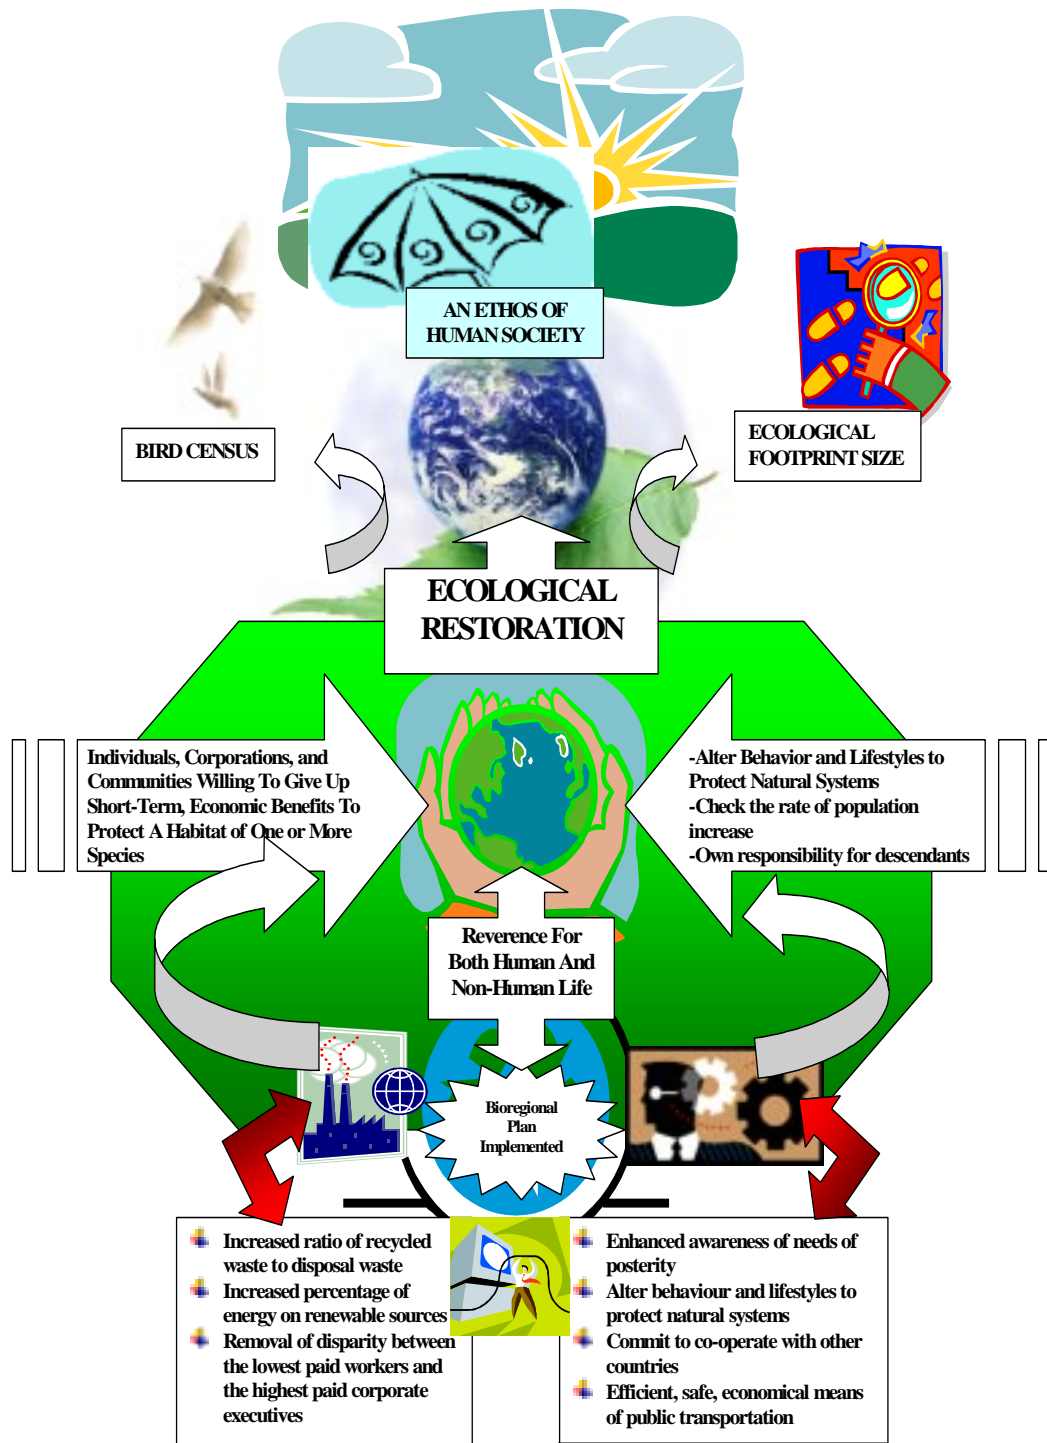 AN ETHOS OF
HUMAN SOCIETY
BIRD CENSUS
ECOLOGICAL
FOOTPRINT SIZE
ECOLOGICAL
RESTORATION
Individuals, Corporations, and
Communities Willing To Give Up
Short-Term, Economic Benefits To
Protect A Habitat of One or More
Species
-Alter Behavior and Lifestyles to
Protect Natural Systems
-Check the rate of population
increase
-Own responsibility for descendants
Reverence For
Both Human And
Non-Human Life
Bioregional
Plan
Implemented
Increased ratio of recycled
waste to disposal waste
Increased percentage of
energy on renewable sources
Removal of disparity between
the lowest paid workers and
the highest paid corporate
executives
Enhanced awareness of needs of
posterity
Alter behaviour and lifestyles to
protect natural systems
Commit to co-operate with other
countries
Efficient, safe, economical means
of public transportation